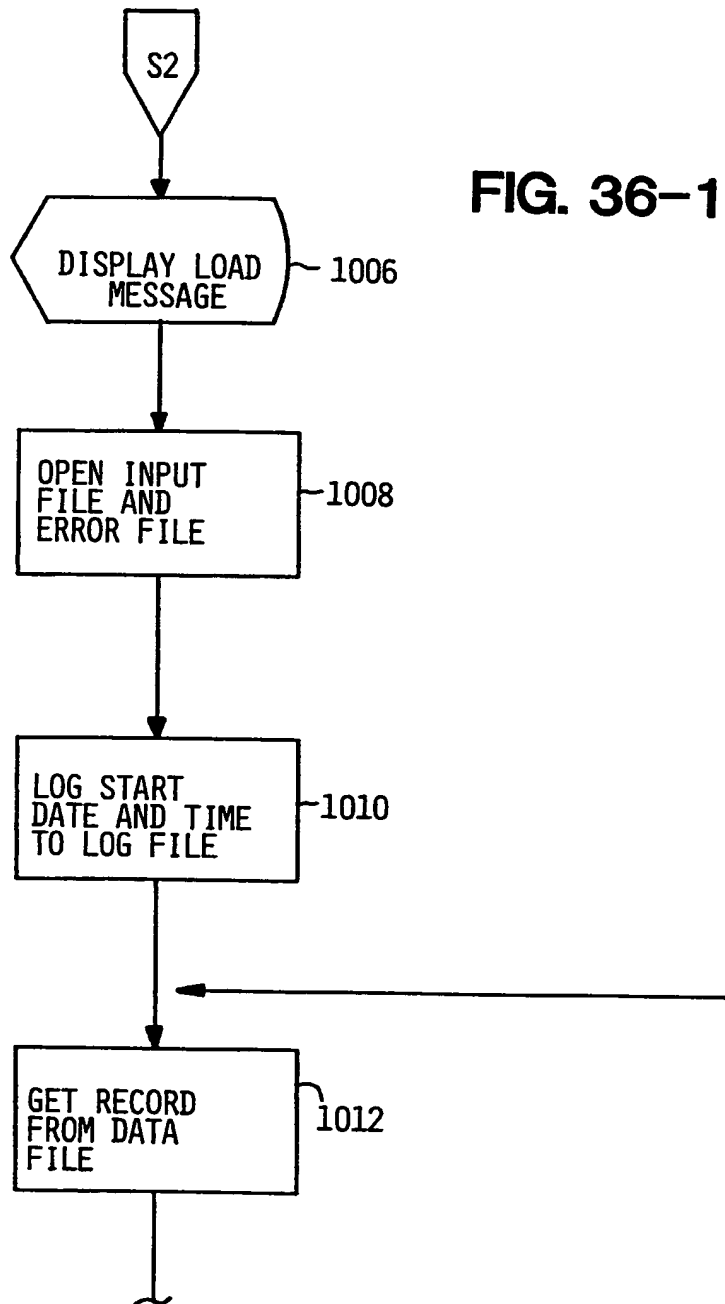 S2
FIG. 36-1
DISPLAY LOAD
MESSAGE
1006
OPEN INPUT
FILE AND
ERROR FILE
1008
LOG START
DATE AND TIME
TO LOG FILE
1010
GET RECORD
FROM DATA
FILE
1012